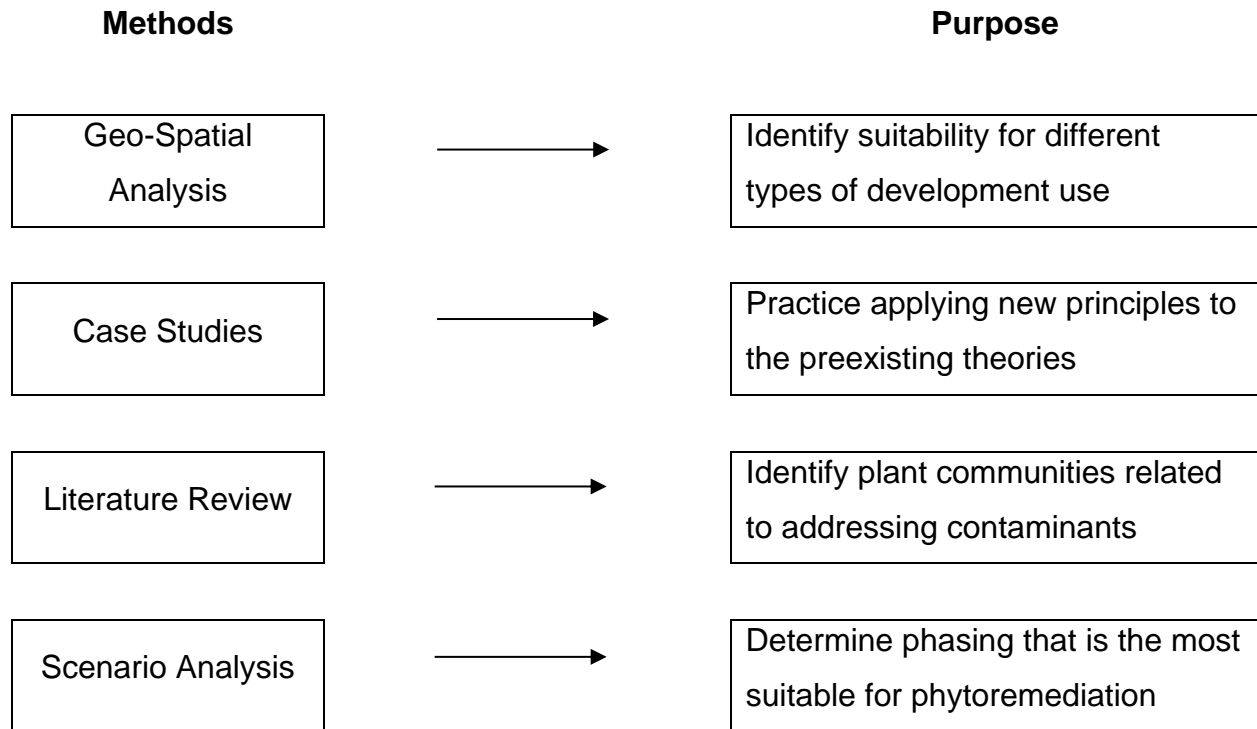 Methods
Purpose
Geo-Spatial
Analysis
Identify suitability for different
types of development use
Case Studies
Practice applying new principles to
the preexisting theories
Literature Review
Identify plant communities related
to addressing contaminants
Scenario Analysis
Determine phasing that is the most
suitable for phytoremediation